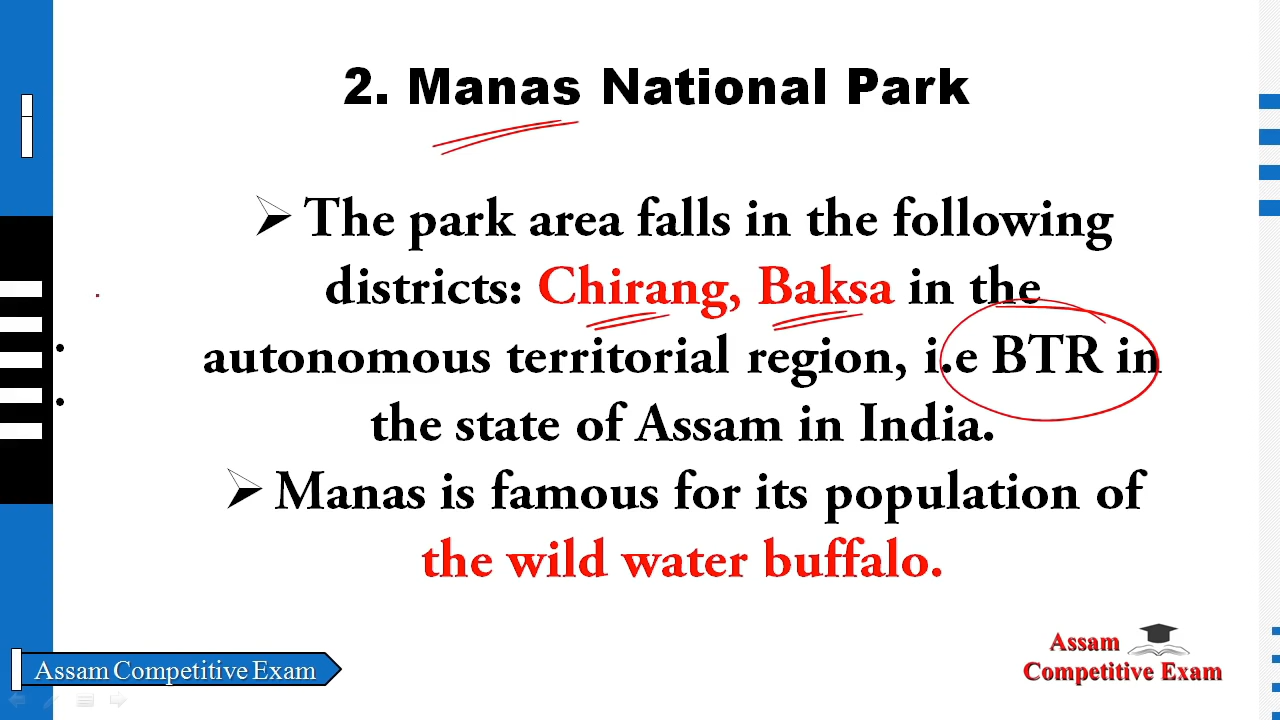 2. Manas National Park
➢ The park area falls in the following
districts: Chirang, Baksa in the
autonomous territorial region, i.e BTR in
the state of Assam in India.
➢ Manas is famous for its population of
the wild water buffalo.
Assam Competitive Exam
Assam
Competitive Exam